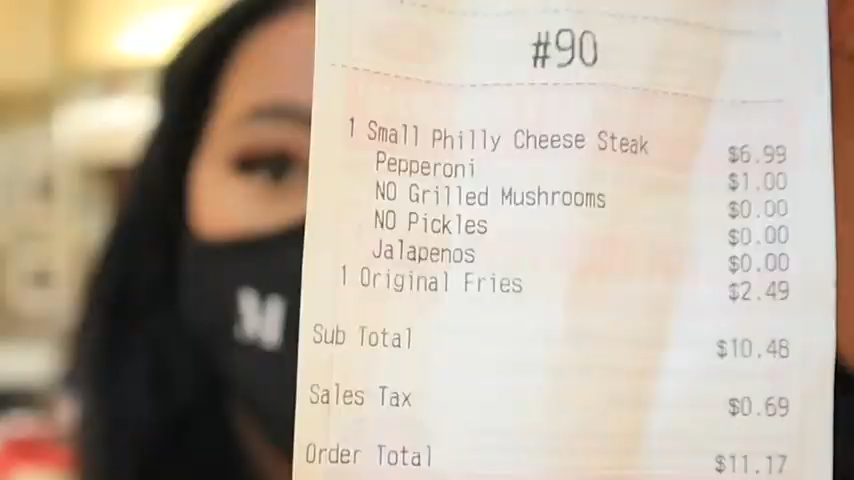 #90
1 Small Philly Cheese Steak $6.99
Pepperoni $1.00
NO Grilled Mushrooms $0.00
NO Pickles $0.00
Jalapenos $0.00
1 Original Fries $2.49
Sub Total $10.48
Sales Tax $0.69
Order Total $11.17
M